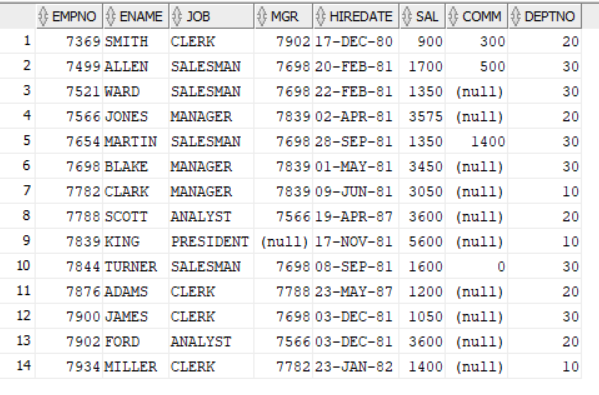 EMPNO ENAME JOB MGR HIREDATE SAL COMM DEPTNO
1 7369 SMITH CLERK 7902 17-DEC-80 900 300 20
2 7499 ALLEN SALESMAN 7698 20-FEB-81 1700 500 30
3 7521 WARD SALESMAN 7698 22-FEB-81 1350 (null) 30
4 7566 JONES MANAGER 7839 02-APR-81 3575 (null) 20
5 7654 MARTIN SALESMAN 7698 28-SEP-81 1350 1400 30
6 7698 BLAKE MANAGER 7839 01-MAY-81 3450 (null) 30
7 7782 CLARK MANAGER 7839 09-JUN-81 3050 (null) 10
8 7788 SCOTT ANALYST 7566 19-APR-87 3600 (null) 20
9 7839 KING PRESIDENT (null) 17-NOV-81 5600 (null) 10
10 7844 TURNER SALESMAN 7698 08-SEP-81 1600 0 30
11 7876 ADAMS CLERK 7788 23-MAY-87 1200 (null) 20
12 7900 JAMES CLERK 7698 03-DEC-81 1050 (null) 30
13 7902 FORD ANALYST 7566 03-DEC-81 3600 (null) 20
14 7934 MILLER CLERK 7782 23-JAN-82 1400 (null) 10